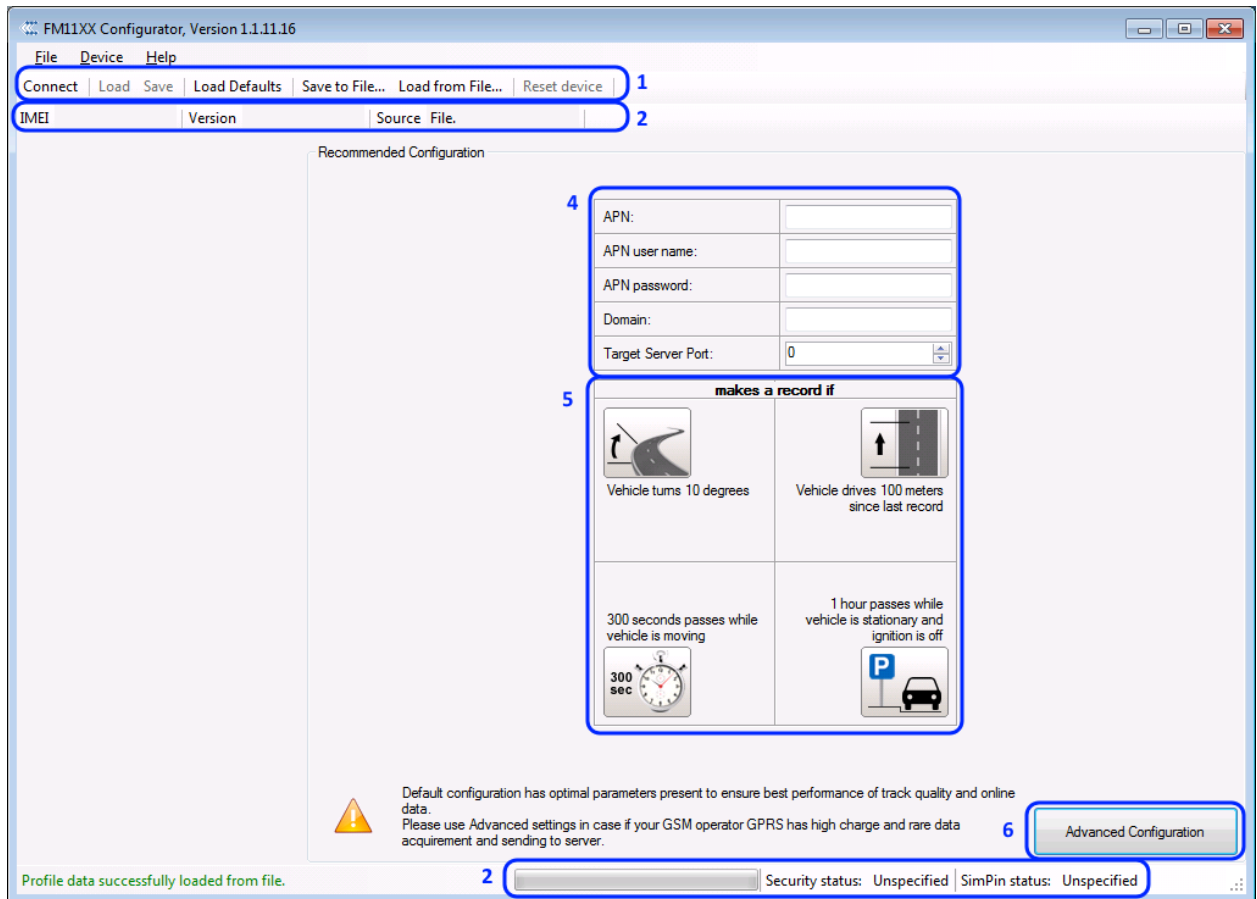 FM11XX Configurator, Version 1.1.11.16
File Device Help
Connect Load Save Load Defaults Save to File... Load from File... Reset device 1
IMEI Version Source File. 2
Recommended Configuration
4
APN:
APN user name:
APN password:
Domain:
Target Server Port: 0
5
makes a record if
Vehicle turns 10 degrees
Vehicle drives 100 meters
since last record
300 seconds passes while
vehicle is moving
300
sec
1 hour passes while
vehicle is stationary and
ignition is off
P
Default configuration has optimal parameters present to ensure best performance of track quality and online
data.
Please use Advanced settings in case if your GSM operator GPRS has high charge and rare data
acquirement and sending to server.
6 Advanced Configuration
Profile data successfully loaded from file. 2 Security status: Unspecified SimPin status: Unspecified